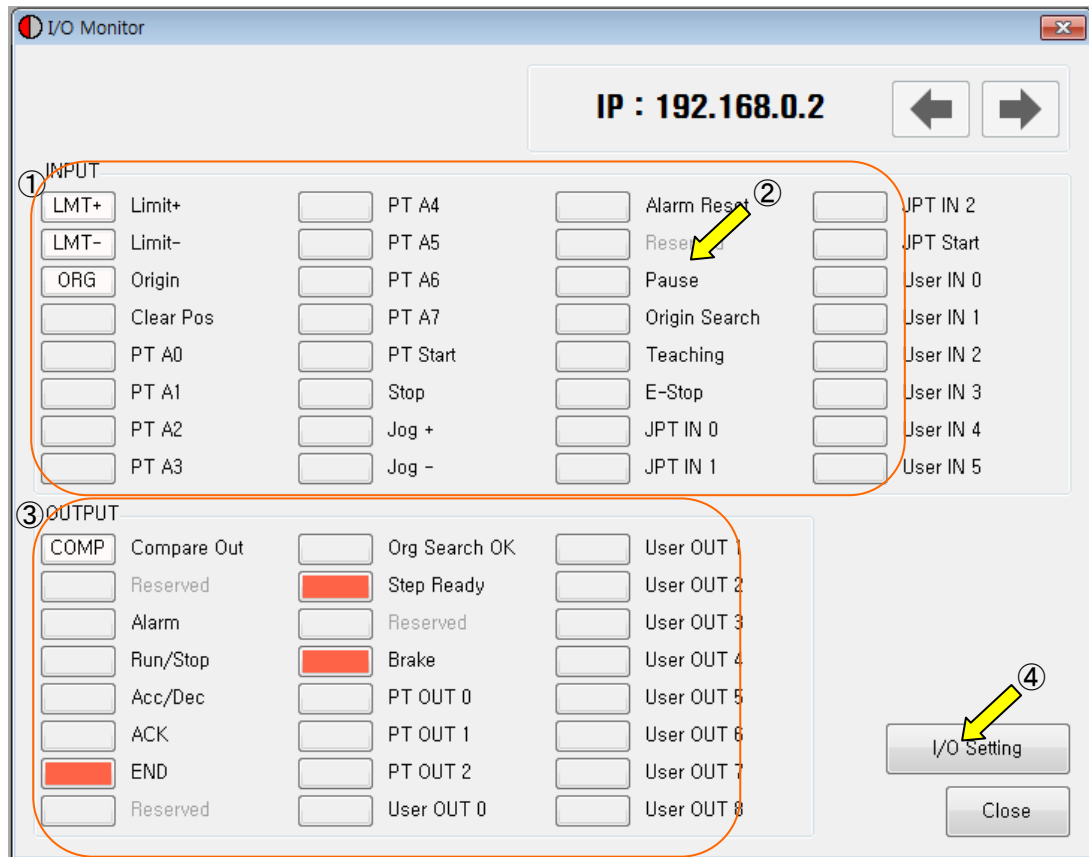 I/O Monitor
IP : 192.168.0.2
① INPUT ②
LMT+ Limit+ PT A4 Alarm Reset JPT IN 2
LMT- Limit- PT A5 Reserved JPT Start
ORG Origin PT A6 Pause User IN 0
Clear Pos PT A7 Origin Search User IN 1
PT A0 PT Start Teaching User IN 2
PT A1 Stop E-Stop User IN 3
PT A2 Jog + JPT IN 0 User IN 4
PT A3 Jog - JPT IN 1 User IN 5
③ OUTPUT
COMP Compare Out Org Search OK User OUT 1
Reserved Step Ready User OUT 2
Alarm Reserved User OUT 3
Run/Stop Brake User OUT 4
Acc/Dec PT OUT 0 User OUT 5
ACK PT OUT 1 User OUT 6
END PT OUT 2 User OUT 7
Reserved User OUT 0 User OUT 8
④
I/O Setting
Close